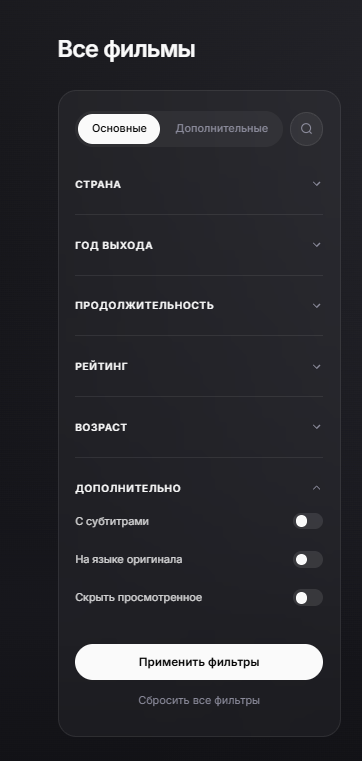 Все фильмы
Основные Дополнительные
СТРАНА
ГОД ВЫХОДА
ПРОДОЛЖИТЕЛЬНОСТЬ
РЕЙТИНГ
ВОЗРАСТ
ДОПОЛНИТЕЛЬНО
С субтитрами
На языке оригинала
Скрыть просмотренное
Применить фильтры
Сбросить все фильтры